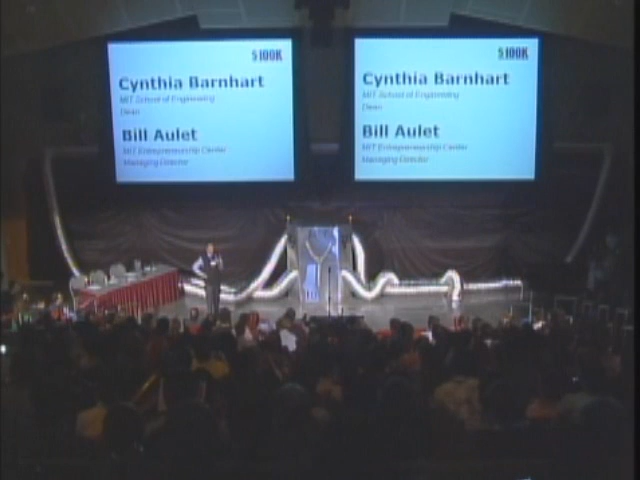 $100K
Cynthia Barnhart
MIT School of Engineering
Dean
Bill Aulet
MIT Entrepreneurship Center
Managing Director
$100K
Cynthia Barnhart
MIT School of Engineering
Dean
Bill Aulet
MIT Entrepreneurship Center
Managing Director